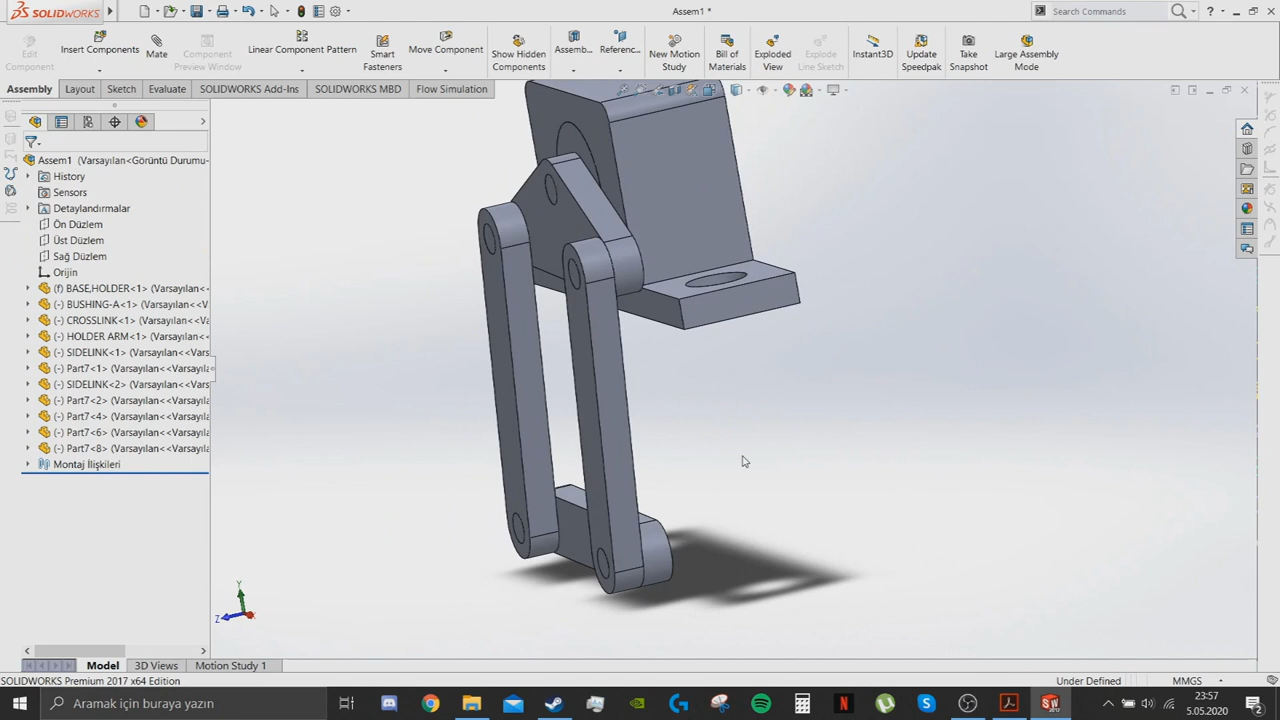 SOLIDWORKS
Assem1 *
Search Commands
Edit Component
Insert Components
Mate
Component Preview Window
Linear Component Pattern
Smart Fasteners
Move Component
Show Hidden Components
Assemb...
Referenc...
New Motion Study
Bill of Materials
Exploded View
Explode Line Sketch
Instant3D
Update Speedpak
Take Snapshot
Large Assembly Mode
Assembly
Layout
Sketch
Evaluate
SOLIDWORKS Add-Ins
SOLIDWORKS MBD
Flow Simulation
Assem1 (Varsayılan<Görüntü Durumu-
History
Sensors
Detaylandırmalar
Ön Düzlem
Üst Düzlem
Sağ Düzlem
Orijin
(f) BASE,HOLDER<1> (Varsayılan<
(-) BUSHING-A<1> (Varsayılan<<V
(-) CROSSLINK<1> (Varsayılan<<Va
(-) HOLDER ARM<1> (Varsayılan<<
(-) SIDELINK<1> (Varsayılan<<Vars
(-) Part7<1> (Varsayılan<<Varsayıla
(-) SIDELINK<2> (Varsayılan<<Vars
(-) Part7<2> (Varsayılan<<Varsayıla
(-) Part7<4> (Varsayılan<<Varsayıla
(-) Part7<6> (Varsayılan<<Varsayıla
(-) Part7<8> (Varsayılan<<Varsayıla
Montaj İlişkileri
Y
Z
X
Model
3D Views
Motion Study 1
SOLIDWORKS Premium 2017 x64 Edition
Under Defined
MMGS
Aramak için buraya yazın
23:57
5.05.2020
2